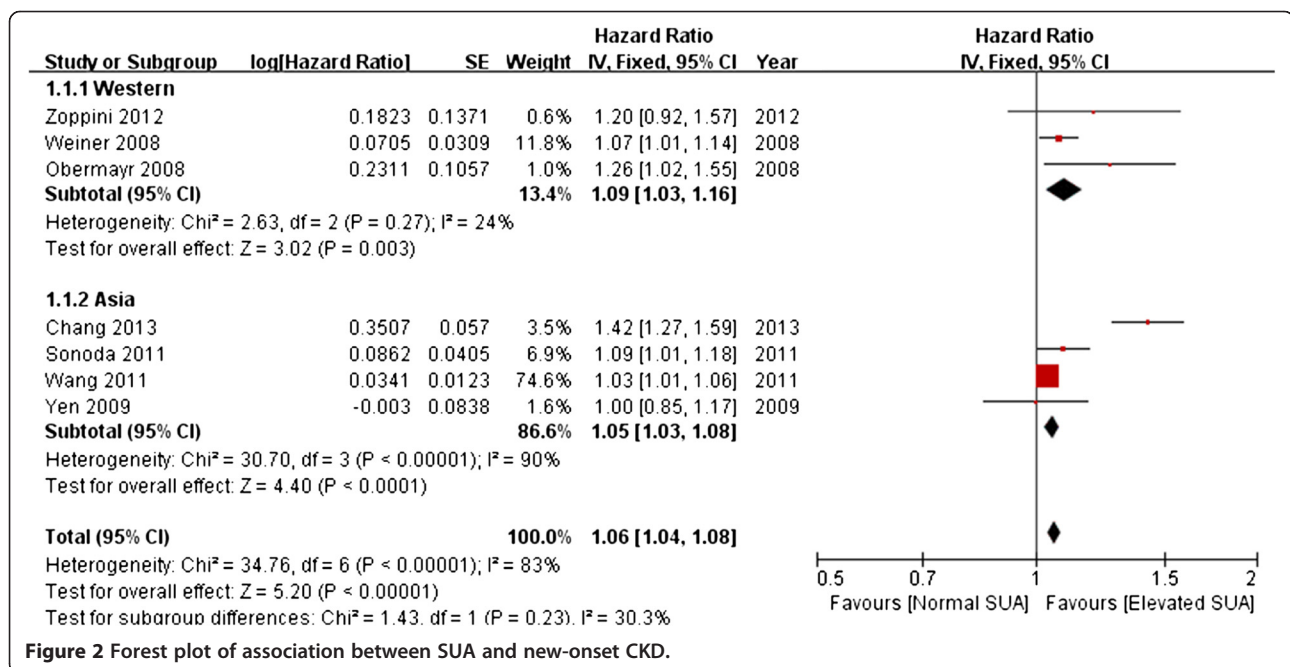 Hazard Ratio Hazard Ratio
Study or Subgroup log[Hazard Ratio] SE Weight IV, Fixed, 95% CI Year IV, Fixed, 95% CI
1.1.1 Western
Zoppini 2012 0.1823 0.1371 0.6% 1.20 [0.92, 1.57] 2012
Weiner 2008 0.0705 0.0309 11.8% 1.07 [1.01, 1.14] 2008
Obermayr 2008 0.2311 0.1057 1.0% 1.26 [1.02, 1.55] 2008
Subtotal (95% CI) 13.4% 1.09 [1.03, 1.16]
Heterogeneity: Chi² = 2.63, df = 2 (P = 0.27); I² = 24%
Test for overall effect: Z = 3.02 (P = 0.003)
1.1.2 Asia
Chang 2013 0.3507 0.057 3.5% 1.42 [1.27, 1.59] 2013
Sonoda 2011 0.0862 0.0405 6.9% 1.09 [1.01, 1.18] 2011
Wang 2011 0.0341 0.0123 74.6% 1.03 [1.01, 1.06] 2011
Yen 2009 -0.003 0.0838 1.6% 1.00 [0.85, 1.17] 2009
Subtotal (95% CI) 86.6% 1.05 [1.03, 1.08]
Heterogeneity: Chi² = 30.70, df = 3 (P < 0.00001); I² = 90%
Test for overall effect: Z = 4.40 (P < 0.0001)
Total (95% CI) 100.0% 1.06 [1.04, 1.08]
Heterogeneity: Chi² = 34.76, df = 6 (P < 0.00001); I² = 83%
Test for overall effect: Z = 5.20 (P < 0.00001)
Test for subgroup differences: Chi² = 1.43. df = 1 (P = 0.23). I² = 30.3%
0.5 0.7 1 1.5 2
Favours [Normal SUA] Favours [Elevated SUA]
Figure 2 Forest plot of association between SUA and new-onset CKD.